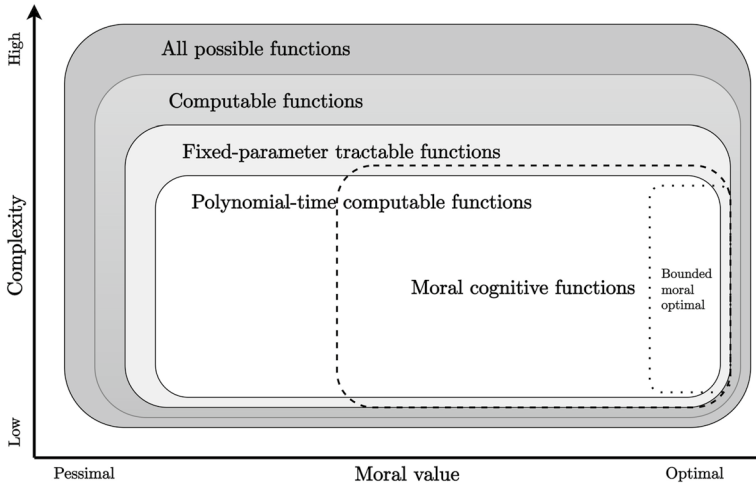 High
All possible functions
Computable functions
Fixed-parameter tractable functions
Polynomial-time computable functions
Complexity
Moral cognitive functions
Bounded
moral
optimal
Low
Pessimal
Moral value
Optimal